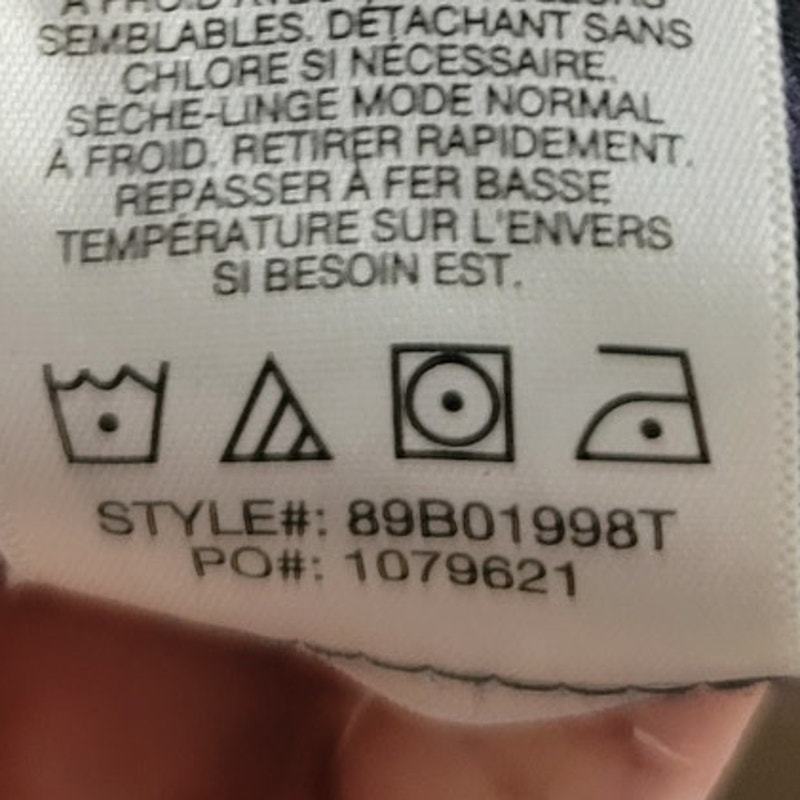 À FROID
SEMBLABLES. DÉTACHANT SANS
CHLORE SI NÉCESSAIRE.
SÈCHE-LINGE MODE NORMAL
À FROID. RETIRER RAPIDEMENT.
REPASSER À FER BASSE
TEMPÉRATURE SUR L'ENVERS
SI BESOIN EST.
STYLE#: 89B01998T
PO#: 1079621